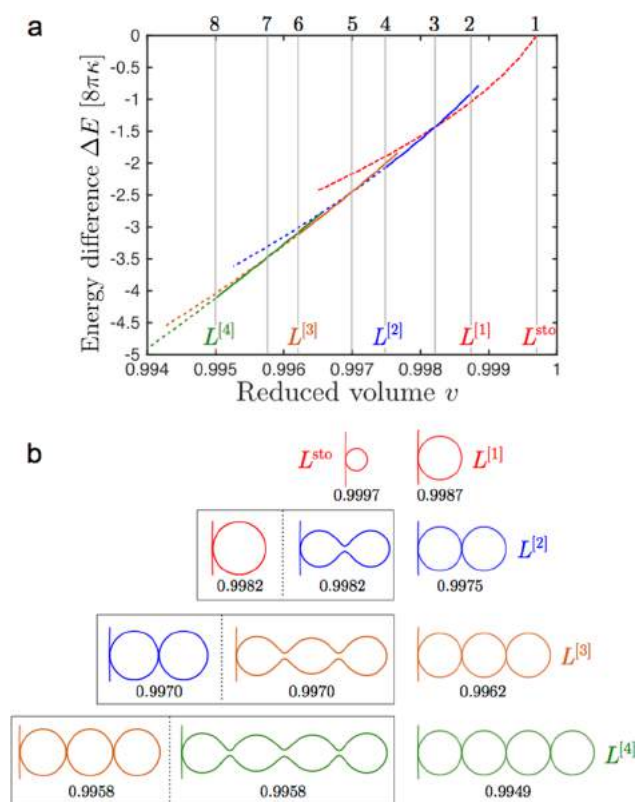 a
8 7 6 5 4 3 2 1
Energy difference ΔE [8πκ]
0
-0.5
-1
-1.5
-2
-2.5
-3
-3.5
-4
-4.5
-5
L^[4] L^[3] L^[2] L^[1] L^sto
0.994 0.995 0.996 0.997 0.998 0.999
Reduced volume v
b
L^sto L^[1]
0.9997 0.9987
L^[2]
0.9982 0.9982 0.9975
L^[3]
0.9970 0.9970 0.9962
L^[4]
0.9958 0.9958 0.9949